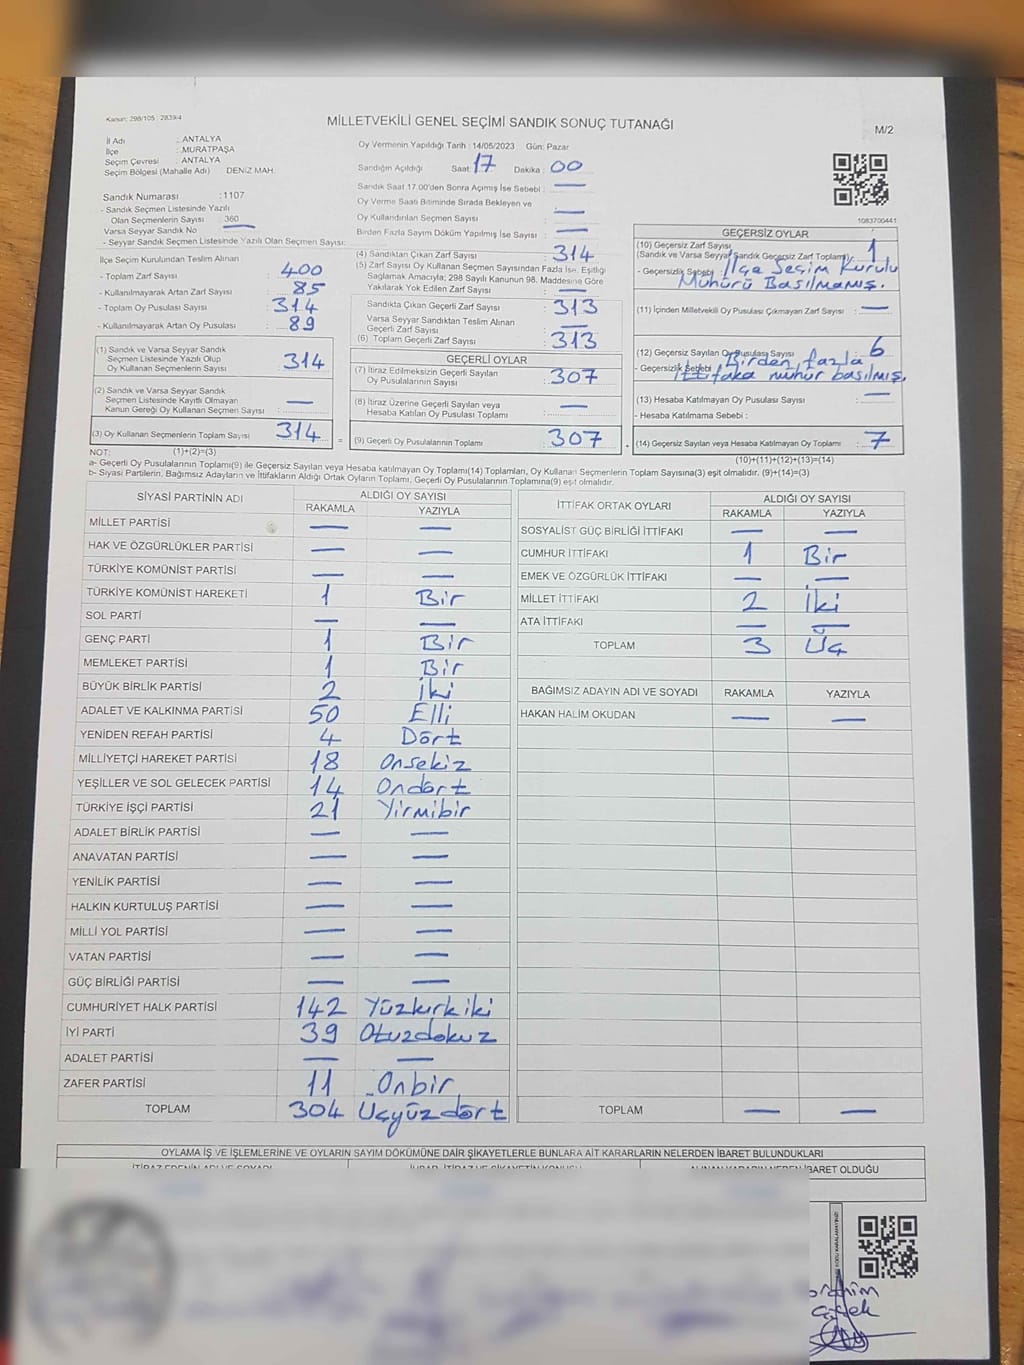 Kanun: 298/105 : 2839/4
MİLLETVEKİLİ GENEL SEÇİMİ SANDIK SONUÇ TUTANAĞI
M/2
İl Adı : ANTALYA
İlçe : MURATPAŞA
Seçim Çevresi : ANTALYA
Seçim Bölgesi (Mahalle Adı) DENİZ MAH.
Oy Vermenin Yapıldığı Tarih : 14/05/2023 Gün: Pazar
Sandığın Açıldığı Saat: 17 Dakika : 00
Sandık Saat 17.00'den Sonra Açımış İse Sebebi : —
Oy Verme Saati Bitiminde Sırada Bekleyen ve
Oy Kullandırılan Seçmen Sayısı : —
Birden Fazla Sayım Döküm Yapılmış İse Sayısı : —
1083700441
Sandık Numarası : 1107
- Sandık Seçmen Listesinde Yazılı
Olan Seçmenlerin Sayısı : 360
Varsa Seyyar Sandık No —
- Seyyar Sandık Seçmen Listesinde Yazılı Olan Seçmen Sayısı:
İlçe Seçim Kurulundan Teslim Alınan
- Toplam Zarf Sayısı : 400
- Kullanılmayarak Artan Zarf Sayısı : 85
- Toplam Oy Pusulası Sayısı : 314
- Kullanılmayarak Artan Oy Pusulası : 89
(1) Sandık ve Varsa Seyyar Sandık
Seçmen Listesinde Yazılı Olup
Oy Kullanan Seçmenlerin Sayısı : 314
(2) Sandık ve Varsa Seyyar Sandık
Seçmen Listesinde Kayıtlı Olmayan
Kanun Gereği Oy Kullanan Seçmen Sayısı : —
(3) Oy Kullanan Seçmenlerin Toplam Sayısı : 314
(4) Sandıktan Çıkan Zarf Sayısı : 314
(5) Zarf Sayısı Oy Kullanan Seçmen Sayısından Fazla İse, Eşitliği
Sağlamak Amacıyla; 298 Sayılı Kanunun 98. Maddesine Göre
Yakılarak Yok Edilen Zarf Sayısı : —
Sandıkta Çıkan Geçerli Zarf Sayısı : 313
Varsa Seyyar Sandıktan Teslim Alınan
Geçerli Zarf Sayısı : —
(6) Toplam Geçerli Zarf Sayısı : 313
GEÇERLİ OYLAR
(7) İtiraz Edilmeksizin Geçerli Sayılan
Oy Pusulalarının Sayısı : 307
(8) İtiraz Üzerine Geçerli Sayılan veya
Hesaba Katılan Oy Pusulası Toplamı : —
= (9) Geçerli Oy Pusulalarının Toplamı : 307
GEÇERSİZ OYLAR
(10) Geçersiz Zarf Sayısı
(Sandık ve Varsa Seyyar Sandık Geçersiz Zarf Toplamı) : 1
- Geçersizlik Sebebi : İlçe Seçim Kurulu
Mühürü Basılmamış.
(11) İçinden Milletvekili Oy Pusulası Çıkmayan Zarf Sayısı : —
(12) Geçersiz Sayılan Oy Pusulası Sayısı : 6
- Geçersizlik Sebebi : Birden fazla
İttifaka mühür basılmış.
(13) Hesaba Katılmayan Oy Pusulası Sayısı : —
- Hesaba Katılmama Sebebi :
(14) Geçersiz Sayılan veya Hesaba Katılmayan Oy Toplamı : 7
NOT: (1)+(2)=(3)
(10)+(11)+(12)+(13)=(14)
a- Geçerli Oy Pusulalarının Toplamı(9) ile Geçersiz Sayılan veya Hesaba katılmayan Oy Toplamı(14) Toplamları, Oy Kullanan Seçmenlerin Toplam Sayısına(3) eşit olmalıdır. (9)+(14)=(3)
b- Siyasi Partilerin, Bağımsız Adayların ve İttifakların Aldığı Ortak Oyların Toplamı, Geçerli Oy Pusulalarının Toplamına(9) eşit olmalıdır.
SİYASİ PARTİNİN ADI ALDIĞI OY SAYISI
RAKAMLA YAZIYLA
MİLLET PARTİSİ — —
HAK VE ÖZGÜRLÜKLER PARTİSİ — —
TÜRKİYE KOMÜNİST PARTİSİ — —
TÜRKİYE KOMÜNİST HAREKETİ 1 Bir
SOL PARTİ — —
GENÇ PARTİ 1 Bir
MEMLEKET PARTİSİ 1 Bir
BÜYÜK BİRLİK PARTİSİ 2 İki
ADALET VE KALKINMA PARTİSİ 50 Elli
YENİDEN REFAH PARTİSİ 4 Dört
MİLLİYETÇİ HAREKET PARTİSİ 18 Onsekiz
YEŞİLLER VE SOL GELECEK PARTİSİ 14 Ondört
TÜRKİYE İŞÇİ PARTİSİ 21 Yirmibir
ADALET BİRLİK PARTİSİ — —
ANAVATAN PARTİSİ — —
YENİLİK PARTİSİ — —
HALKIN KURTULUŞ PARTİSİ — —
MİLLİ YOL PARTİSİ — —
VATAN PARTİSİ — —
GÜÇ BİRLİĞİ PARTİSİ — —
CUMHURİYET HALK PARTİSİ 142 Yüzkırkiki
İYİ PARTİ 39 Otuzdokuz
ADALET PARTİSİ — —
ZAFER PARTİSİ 11 Onbir
TOPLAM 304 Üçyüzdört
İTTİFAK ORTAK OYLARI ALDIĞI OY SAYISI
RAKAMLA YAZIYLA
SOSYALİST GÜÇ BİRLİĞİ İTTİFAKI — —
CUMHUR İTTİFAKI 1 Bir
EMEK VE ÖZGÜRLÜK İTTİFAKI — —
MİLLET İTTİFAKI 2 İki
ATA İTTİFAKI — —
TOPLAM 3 Üç
BAĞIMSIZ ADAYIN ADI VE SOYADI RAKAMLA YAZIYLA
HAKAN HALİM OKUDAN — —
TOPLAM — —
OYLAMA İŞ VE İŞLEMLERİNE VE OYLARIN SAYIM DÖKÜMÜNE DAİR ŞİKAYETLERLE BUNLARA AİT KARARLARIN NELERDEN İBARET BULUNDUKLARI
İTİRAZ EDENİN ADI VE SOYADI
İBARET OLDUĞU